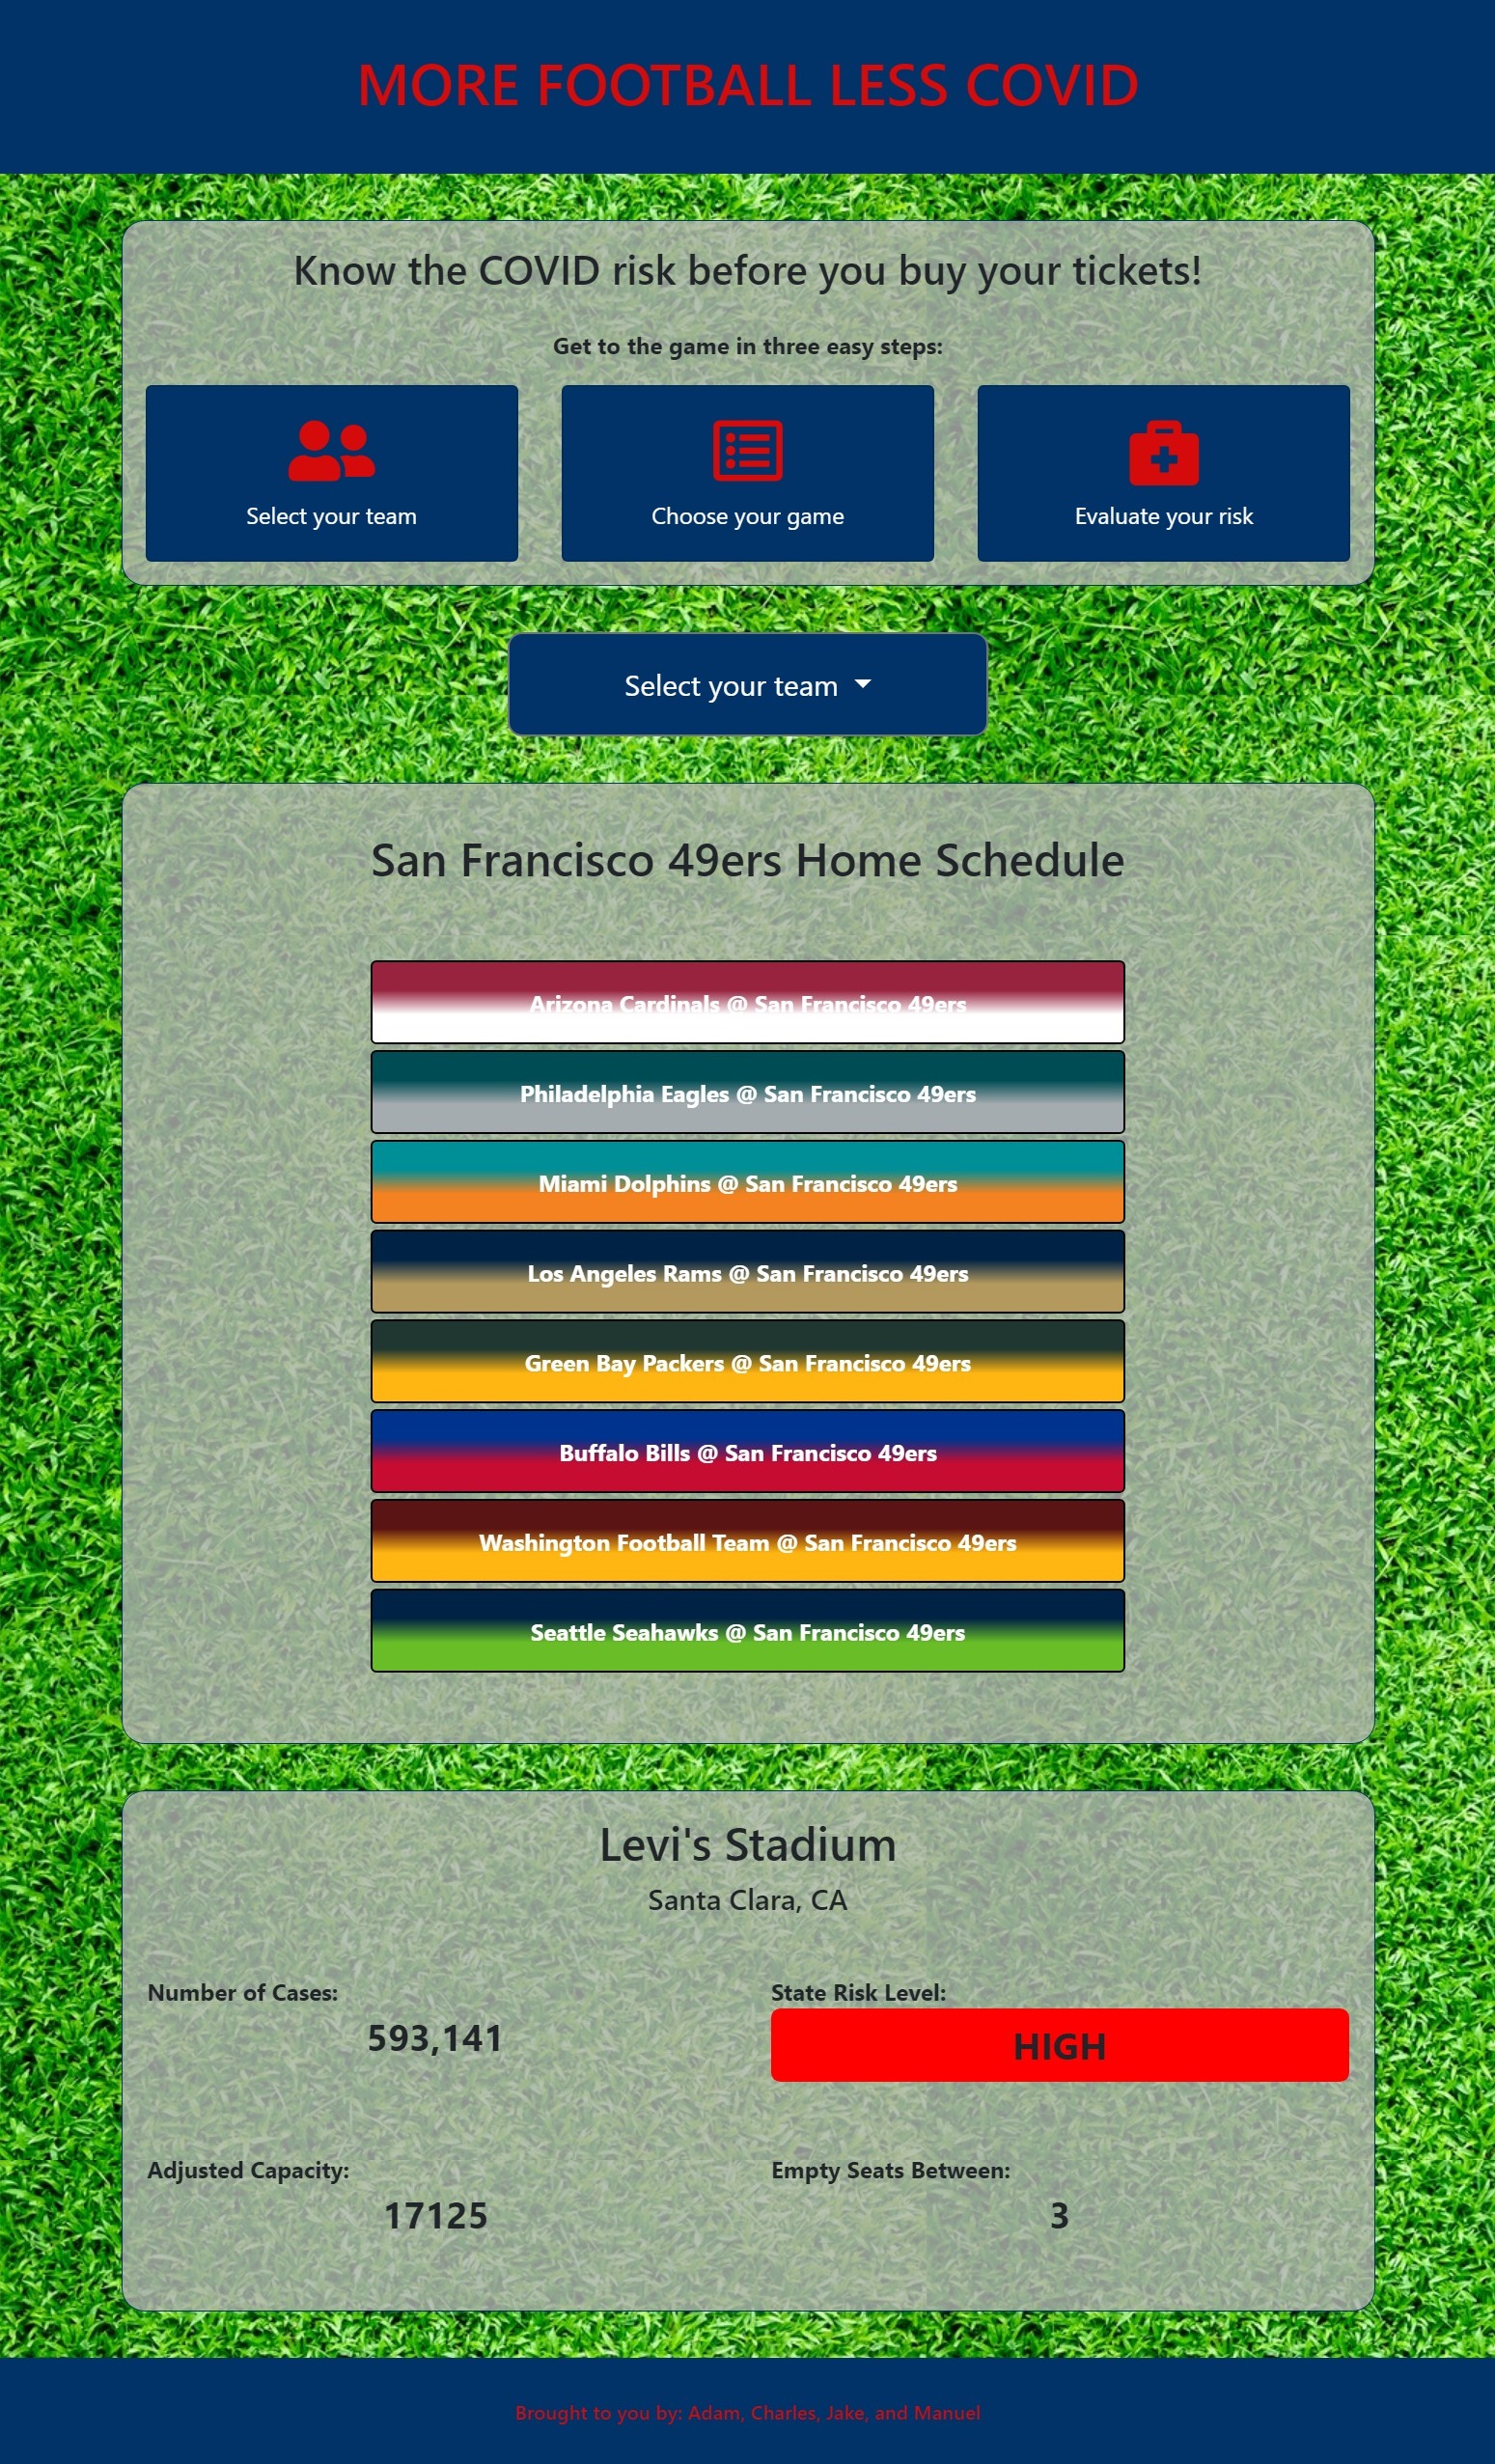 MORE FOOTBALL LESS COVID
Know the COVID risk before you buy your tickets!
Get to the game in three easy steps:
Select your team
Choose your game
Evaluate your risk
Select your team
San Francisco 49ers Home Schedule
Arizona Cardinals @ San Francisco 49ers
Philadelphia Eagles @ San Francisco 49ers
Miami Dolphins @ San Francisco 49ers
Los Angeles Rams @ San Francisco 49ers
Green Bay Packers @ San Francisco 49ers
Buffalo Bills @ San Francisco 49ers
Washington Football Team @ San Francisco 49ers
Seattle Seahawks @ San Francisco 49ers
Levi's Stadium
Santa Clara, CA
Number of Cases:
593,141
State Risk Level:
HIGH
Adjusted Capacity:
17125
Empty Seats Between:
3
Brought to you by: Adam, Charles, Jake, and Manuel